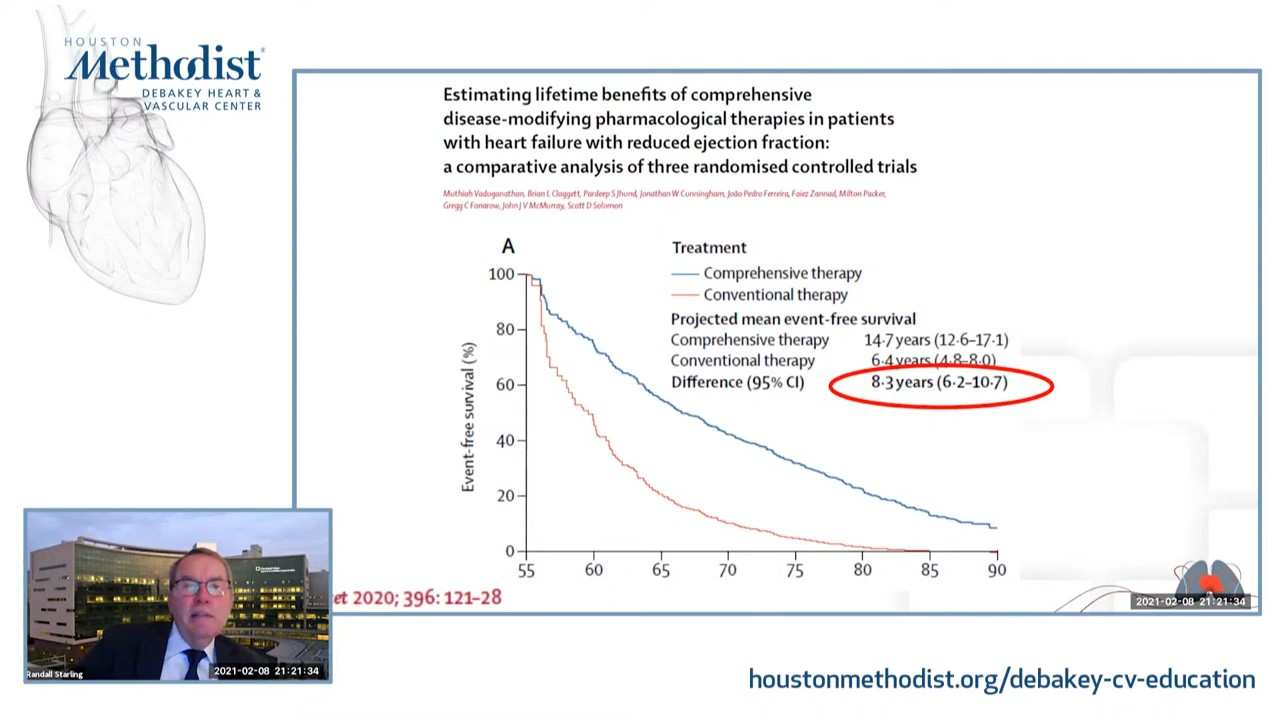 HOUSTON
Methodist
DEBAKEY HEART &
VASCULAR CENTER
Estimating lifetime benefits of comprehensive
disease-modifying pharmacological therapies in patients
with heart failure with reduced ejection fraction:
a comparative analysis of three randomised controlled trials
Muthiah Vaduganathan, Brian L Claggett, Pardeep S Jhund, Jonathan W Cunningham, João Pedro Ferreira, Faiez Zannad, Milton Packer,
Gregg C Fonarow, John J V McMurray, Scott D Solomon
A
Treatment
Comprehensive therapy
Conventional therapy
Projected mean event-free survival
Comprehensive therapy 14·7 years (12·6–17·1)
Conventional therapy 6·4 years (4·8–8·0)
Difference (95% CI) 8·3 years (6·2–10·7)
Event-free survival (%)
100
80
60
40
20
0
55 60 65 70 75 80 85 90
et 2020; 396: 121–28
2021-02-08 21:21:34
Randall Starling
2021-02-08 21:21:34
houstonmethodist.org/debakey-cv-education